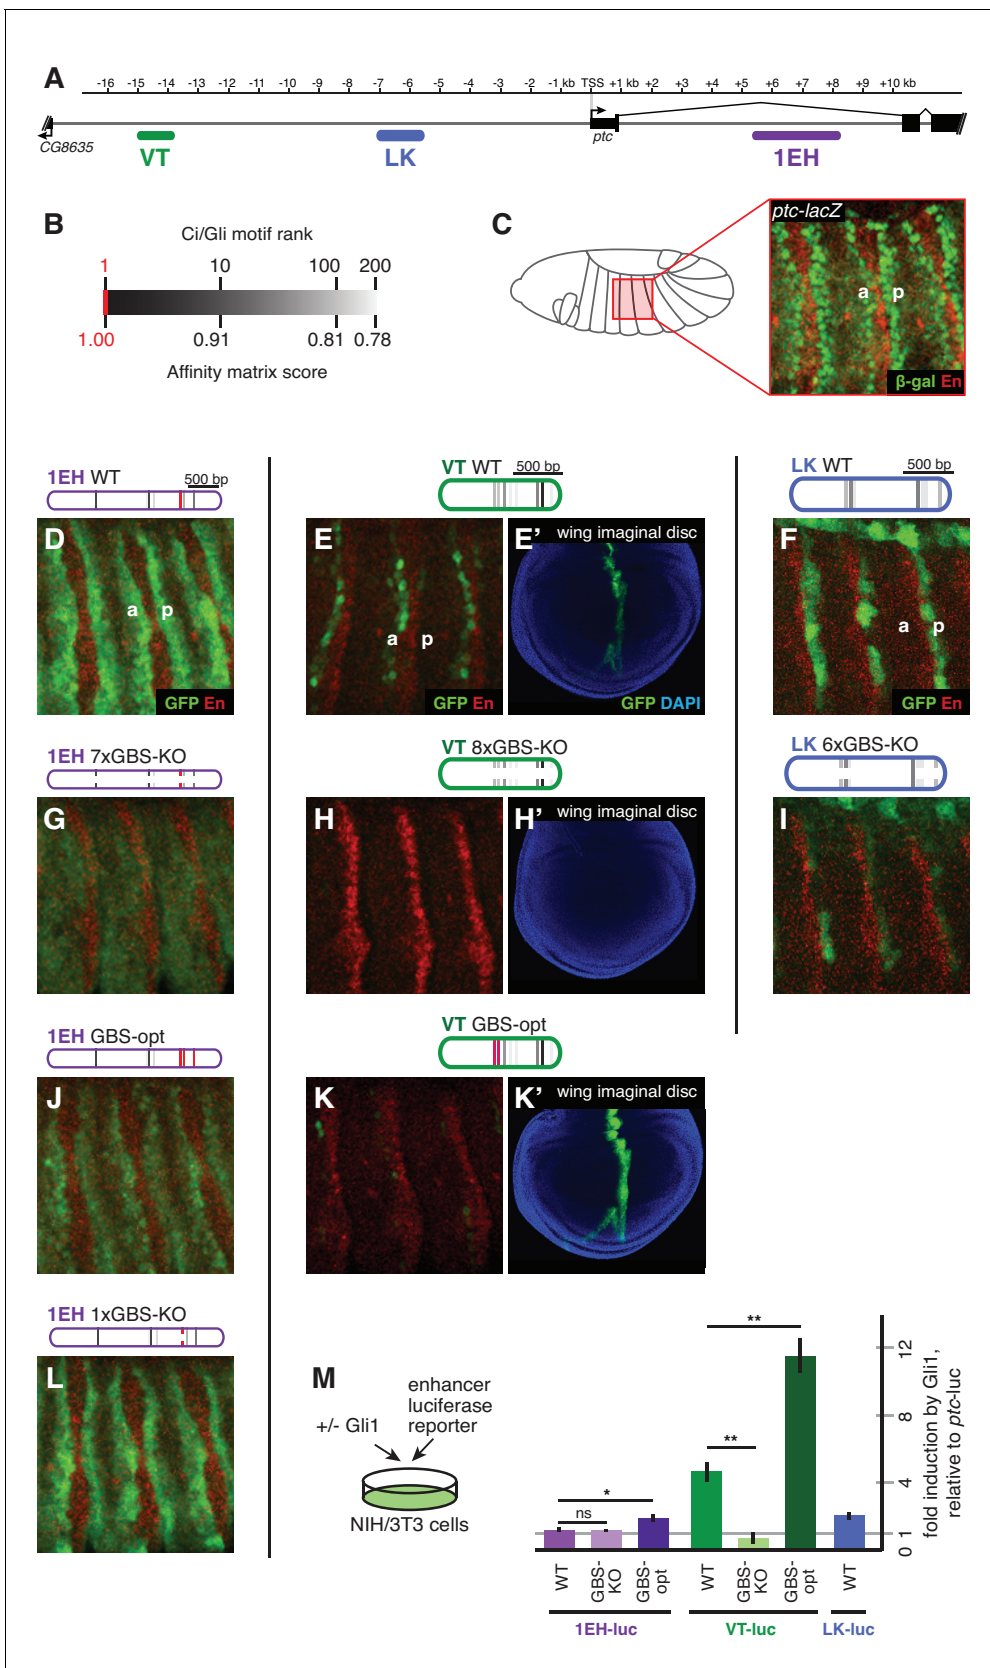 A
-16 -15 -14 -13 -12 -11 -10 -9 -8 -7 -6 -5 -4 -3 -2 -1 kb TSS +1 kb +2 +3 +4 +5 +6 +7 +8 +9 +10 kb
CG8635 ptc
VT LK 1EH
B
Ci/Gli motif rank
1 10 100 200
1.00 0.91 0.81 0.78
Affinity matrix score
C
ptc-lacZ
a p
β-gal En
1EH WT
500 bp
D
a p
GFP En
VT WT
500 bp
E
a p
GFP En
E’ wing imaginal disc
GFP DAPI
LK WT
500 bp
F
a p
GFP En
1EH 7xGBS-KO
G
VT 8xGBS-KO
H
H’ wing imaginal disc
LK 6xGBS-KO
I
1EH GBS-opt
J
VT GBS-opt
K
K’ wing imaginal disc
1EH 1xGBS-KO
L
M
+/- Gli1
enhancer
luciferase
reporter
NIH/3T3 cells
ns
*
**
**
12
8
4
1
0
fold induction by Gli1,
relative to ptc-luc
WT GBS-KO GBS-opt WT GBS-KO GBS-opt WT
1EH-luc VT-luc LK-luc